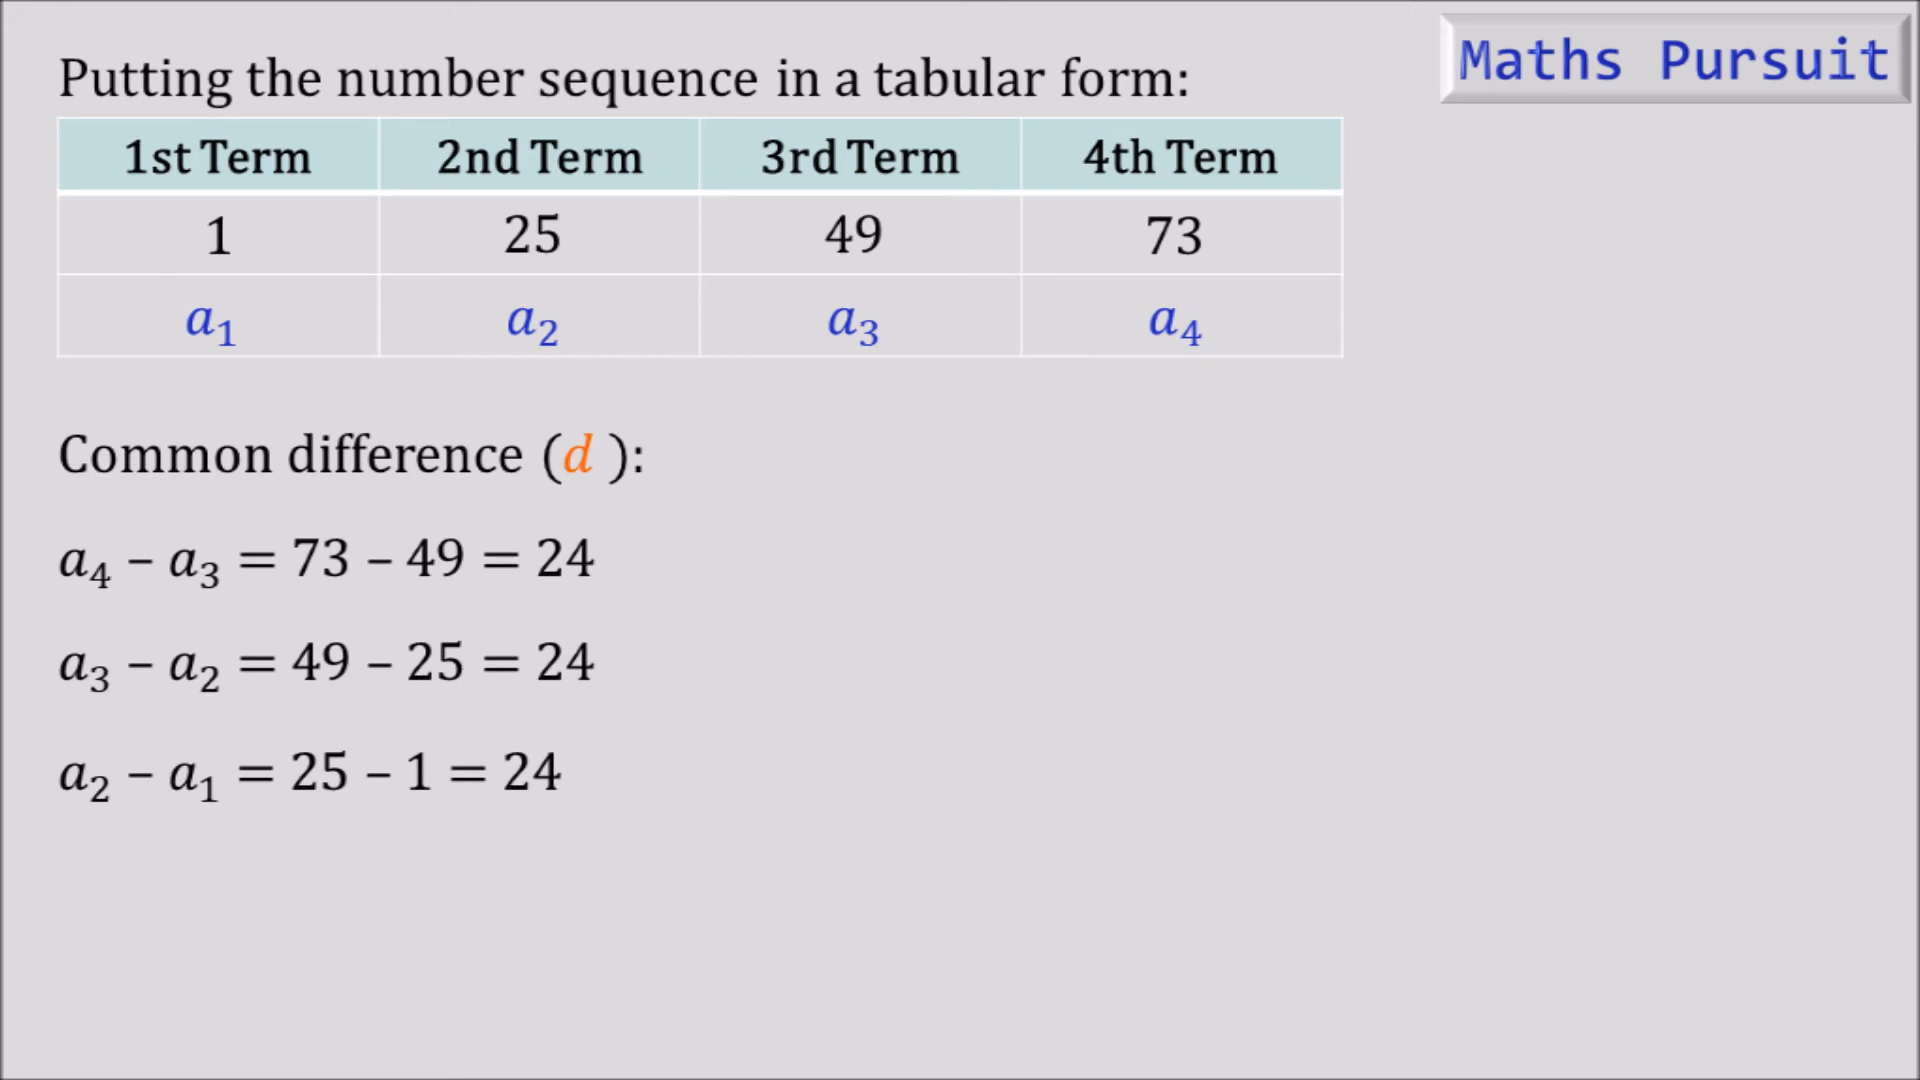 Maths Pursuit
Putting the number sequence in a tabular form:
1st Term 2nd Term 3rd Term 4th Term
1 25 49 73
a₁ a₂ a₃ a₄
Common difference (d ):
a₄ – a₃ = 73 – 49 = 24
a₃ – a₂ = 49 – 25 = 24
a₂ – a₁ = 25 – 1 = 24